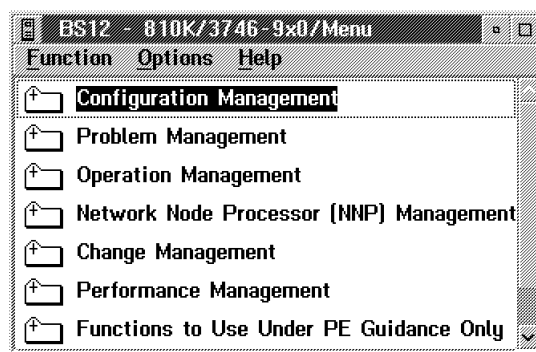 BS12 - 810K/3746-9x0/Menu
Function Options Help
Configuration Management
Problem Management
Operation Management
Network Node Processor (NNP) Management
Change Management
Performance Management
Functions to Use Under PE Guidance Only